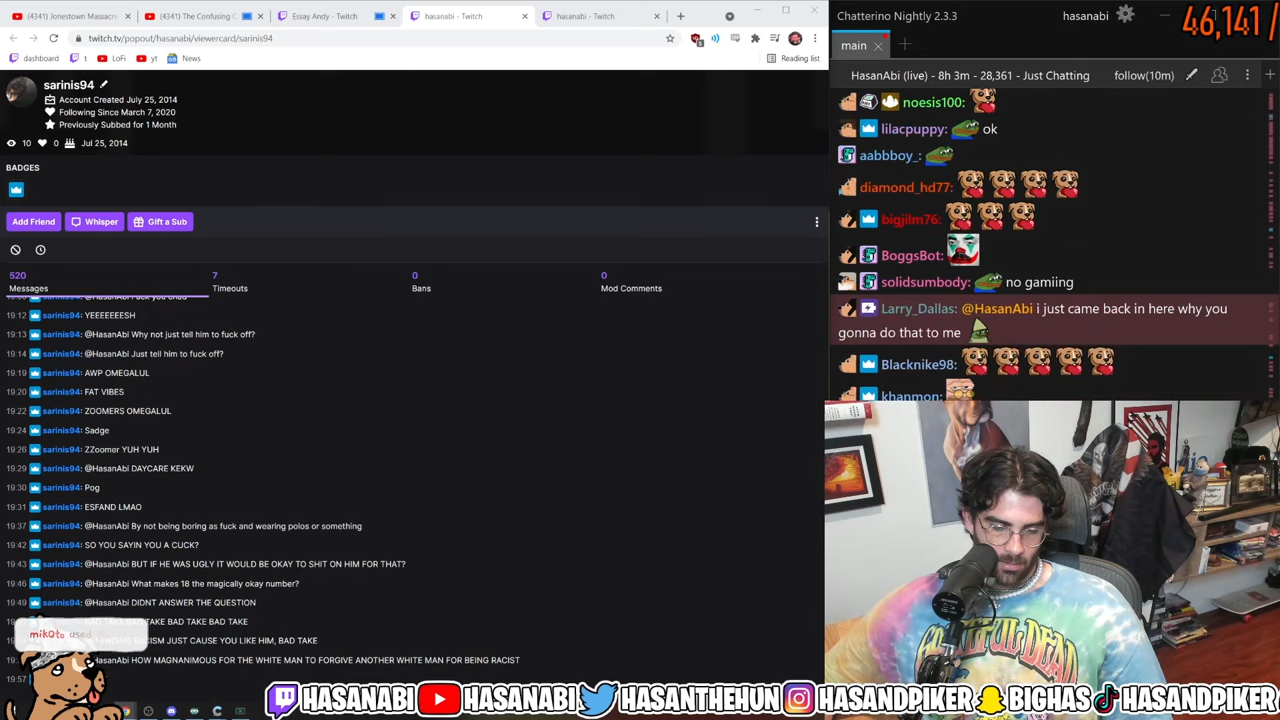 (4341) Jonestown Massacre
(4341) The Confusing
Essay Andy - Twitch
hasanabi - Twitch
hasanabi - Twitch
twitch.tv/popout/hasanabi/viewercard/sarinis94
dashboard
t
LoFi
yt
News
Reading list
sarinis94
Account Created July 25, 2014
Following Since March 7, 2020
Previously Subbed for 1 Month
10 0 Jul 25, 2014
BADGES
Add Friend
Whisper
Gift a Sub
520 7 0 0
Messages Timeouts Bans Mod Comments
19:12 sarinis94: YEEEEEEESH
19:13 sarinis94: @HasanAbi Why not just tell him to fuck off?
19:14 sarinis94: @HasanAbi Just tell him to fuck off?
19:19 sarinis94: AWP OMEGALUL
19:20 sarinis94: FAT VIBES
19:22 sarinis94: ZOOMERS OMEGALUL
19:24 sarinis94: Sadge
19:26 sarinis94: ZZoomer YUH YUH
19:29 sarinis94: @HasanAbi DAYCARE KEKW
19:30 sarinis94: Pog
19:31 sarinis94: ESFAND LMAO
19:37 sarinis94: @HasanAbi By not being boring as fuck and wearing polos or something
19:42 sarinis94: SO YOU SAYIN YOU A CUCK?
19:43 sarinis94: @HasanAbi BUT IF HE WAS UGLY IT WOULD BE OKAY TO SHIT ON HIM FOR THAT?
19:46 sarinis94: @HasanAbi What makes 18 the magically okay number?
19:49 sarinis94: @HasanAbi DIDNT ANSWER THE QUESTION
BAD TAKE BAD TAKE BAD TAKE
RACISM JUST CAUSE YOU LIKE HIM, BAD TAKE
HasanAbi HOW MAGNANIMOUS FOR THE WHITE MAN TO FORGIVE ANOTHER WHITE MAN FOR BEING RACIST
19:57
mik0to used
Chatterino Nightly 2.3.3
hasanabi
46,141 /
main
HasanAbi (live) - 8h 3m - 28,361 - Just Chatting
follow(10m)
noesis100:
lilacpuppy: ok
aabbboy_:
diamond_hd77:
bigjilm76:
BoggsBot:
solidsumbody: no gamiing
Larry_Dallas: @HasanAbi i just came back in here why you
gonna do that to me
Blacknike98:
khanmon:
GRATEFUL DEAD
HASANABI
HASANABI
HASANTHEHUN
HASANDPIKER
BIGHAS
HASANDPIKER